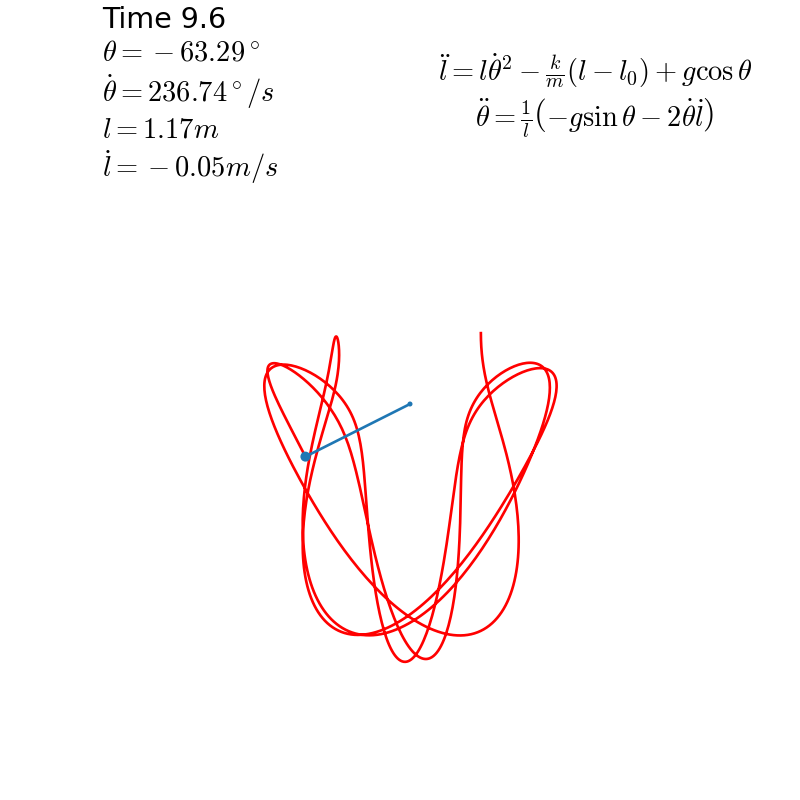 Time 9.6
θ = −63.29°
θ̇ = 236.74°/s
l = 1.17m
l̇ = −0.05m/s
l̈ = lθ̇² − k/m(l − l₀) + g cos θ
θ̈ = 1/l(−g sin θ − 2θ̇l̇)